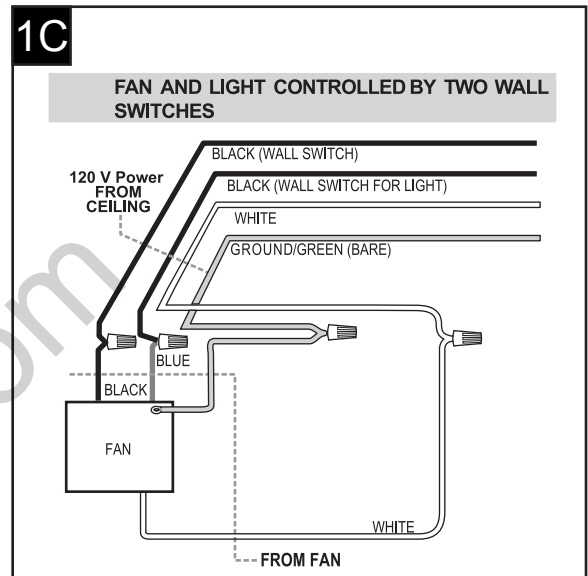 1C
FAN AND LIGHT CONTROLLED BY TWO WALL
SWITCHES
BLACK (WALL SWITCH)
120 V Power
FROM
CEILING
BLACK (WALL SWITCH FOR LIGHT)
WHITE
GROUND/GREEN (BARE)
BLUE
BLACK
FAN
WHITE
FROM FAN
om